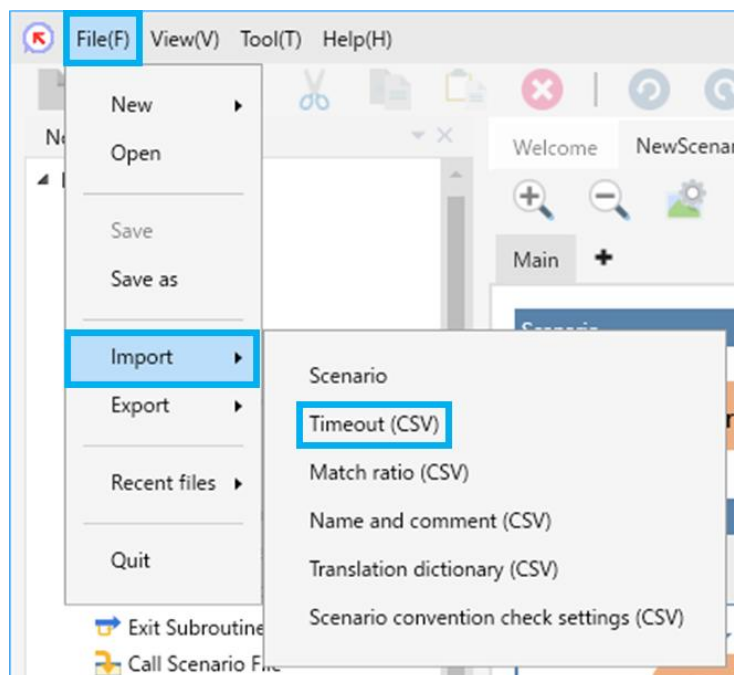 File(F) View(V) Tool(T) Help(H)
New
Open
Save
Save as
Import
Export
Recent files
Quit
Welcome
Main
Scenario
Timeout (CSV)
Match ratio (CSV)
Name and comment (CSV)
Translation dictionary (CSV)
Scenario convention check settings (CSV)
Exit Subroutine
Call Scenario